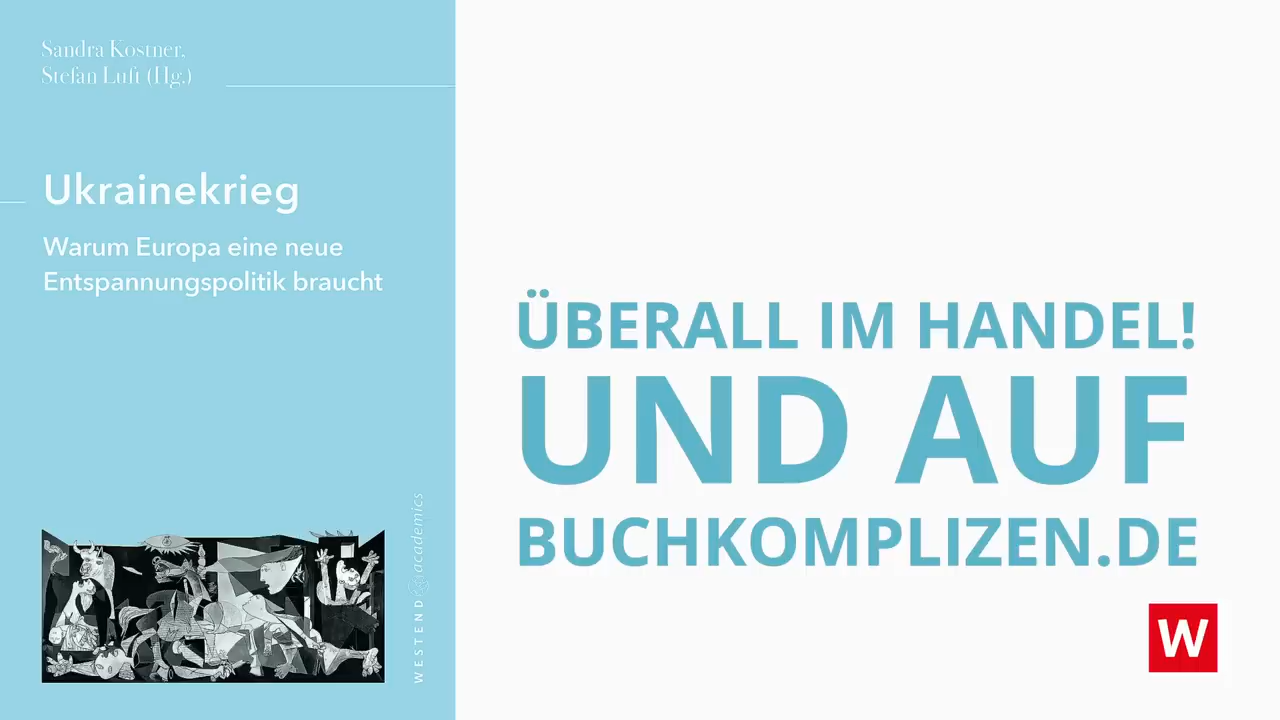 Sandra Kostner,
Stefan Luft (Hg.)
Ukrainekrieg
Warum Europa eine neue
Entspannungspolitik braucht
WESTEND academics
ÜBERALL IM HANDEL!
UND AUF
BUCHKOMPLIZEN.DE
W